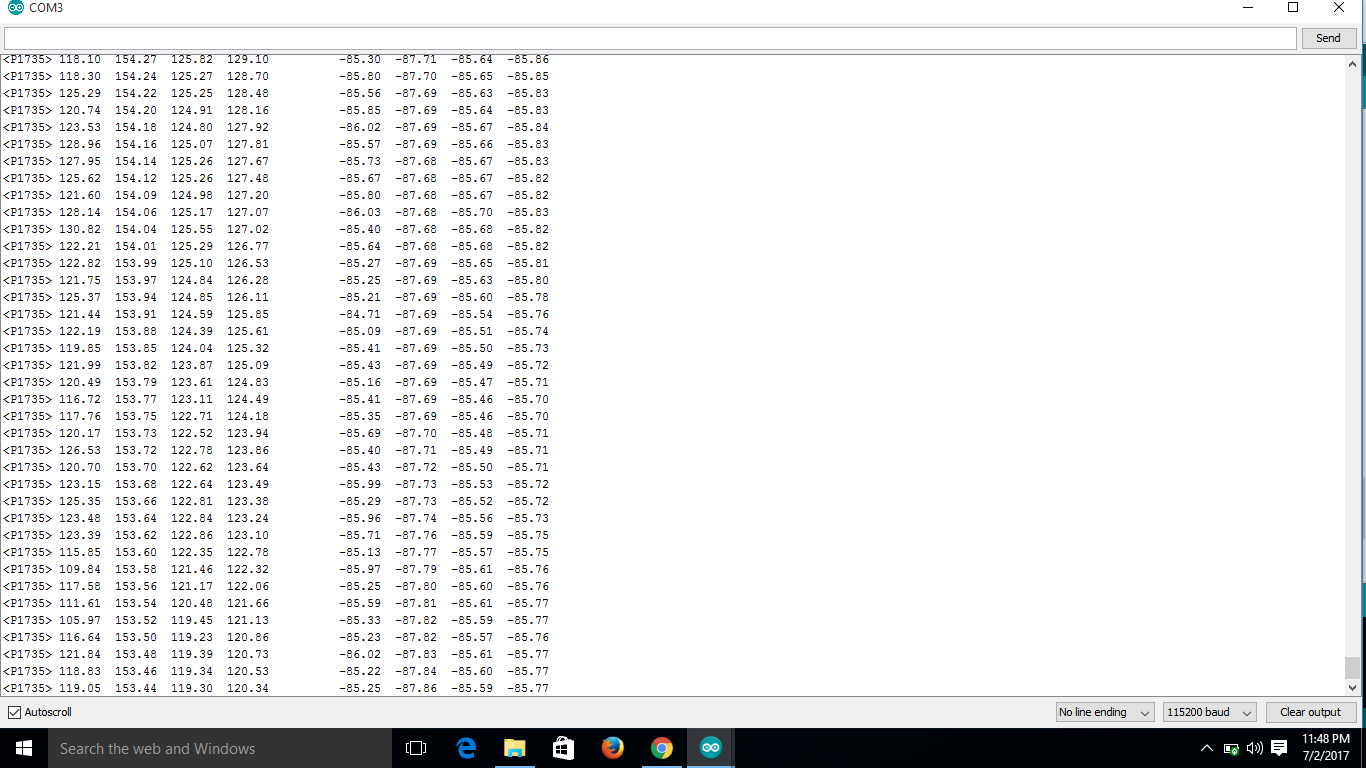 COM3
Send
<P1735> 118.10 154.27 125.82 129.10 -85.30 -87.71 -85.64 -85.86
<P1735> 118.30 154.24 125.27 128.70 -85.80 -87.70 -85.65 -85.85
<P1735> 125.29 154.22 125.25 128.48 -85.56 -87.69 -85.63 -85.83
<P1735> 120.74 154.20 124.91 128.16 -85.85 -87.69 -85.64 -85.83
<P1735> 123.53 154.18 124.80 127.92 -86.02 -87.69 -85.67 -85.84
<P1735> 128.96 154.16 125.07 127.81 -85.57 -87.69 -85.66 -85.83
<P1735> 127.95 154.14 125.26 127.67 -85.73 -87.68 -85.67 -85.83
<P1735> 125.62 154.12 125.26 127.48 -85.67 -87.68 -85.67 -85.82
<P1735> 121.60 154.09 124.98 127.20 -85.80 -87.68 -85.67 -85.82
<P1735> 128.14 154.06 125.17 127.07 -86.03 -87.68 -85.70 -85.83
<P1735> 130.82 154.04 125.55 127.02 -85.40 -87.68 -85.68 -85.82
<P1735> 122.21 154.01 125.29 126.77 -85.64 -87.68 -85.68 -85.82
<P1735> 122.82 153.99 125.10 126.53 -85.27 -87.69 -85.65 -85.81
<P1735> 121.75 153.97 124.84 126.28 -85.25 -87.69 -85.63 -85.80
<P1735> 125.37 153.94 124.85 126.11 -85.21 -87.69 -85.60 -85.78
<P1735> 121.44 153.91 124.59 125.85 -84.71 -87.69 -85.54 -85.76
<P1735> 122.19 153.88 124.39 125.61 -85.09 -87.69 -85.51 -85.74
<P1735> 119.85 153.85 124.04 125.32 -85.41 -87.69 -85.50 -85.73
<P1735> 121.99 153.82 123.87 125.09 -85.43 -87.69 -85.49 -85.72
<P1735> 120.49 153.79 123.61 124.83 -85.16 -87.69 -85.47 -85.71
<P1735> 116.72 153.77 123.11 124.49 -85.41 -87.69 -85.46 -85.70
<P1735> 117.76 153.75 122.71 124.18 -85.35 -87.69 -85.46 -85.70
<P1735> 120.17 153.73 122.52 123.94 -85.69 -87.70 -85.48 -85.71
<P1735> 126.53 153.72 122.78 123.86 -85.40 -87.71 -85.49 -85.71
<P1735> 120.70 153.70 122.62 123.64 -85.43 -87.72 -85.50 -85.71
<P1735> 123.15 153.68 122.64 123.49 -85.99 -87.73 -85.53 -85.72
<P1735> 125.35 153.66 122.81 123.38 -85.29 -87.73 -85.52 -85.72
<P1735> 123.48 153.64 122.84 123.24 -85.96 -87.74 -85.56 -85.73
<P1735> 123.39 153.62 122.86 123.10 -85.71 -87.76 -85.59 -85.75
<P1735> 115.85 153.60 122.35 122.78 -85.13 -87.77 -85.57 -85.75
<P1735> 109.84 153.58 121.46 122.32 -85.97 -87.79 -85.61 -85.76
<P1735> 117.58 153.56 121.17 122.06 -85.25 -87.80 -85.60 -85.76
<P1735> 111.61 153.54 120.48 121.66 -85.59 -87.81 -85.61 -85.77
<P1735> 105.97 153.52 119.45 121.13 -85.33 -87.82 -85.59 -85.77
<P1735> 116.64 153.50 119.23 120.86 -85.23 -87.82 -85.57 -85.76
<P1735> 121.84 153.48 119.39 120.73 -86.02 -87.83 -85.61 -85.77
<P1735> 118.83 153.46 119.34 120.53 -85.22 -87.84 -85.60 -85.77
<P1735> 119.05 153.44 119.30 120.34 -85.25 -87.86 -85.59 -85.77
Autoscroll No line ending 115200 baud Clear output
Search the web and Windows
11:48 PM
7/2/2017